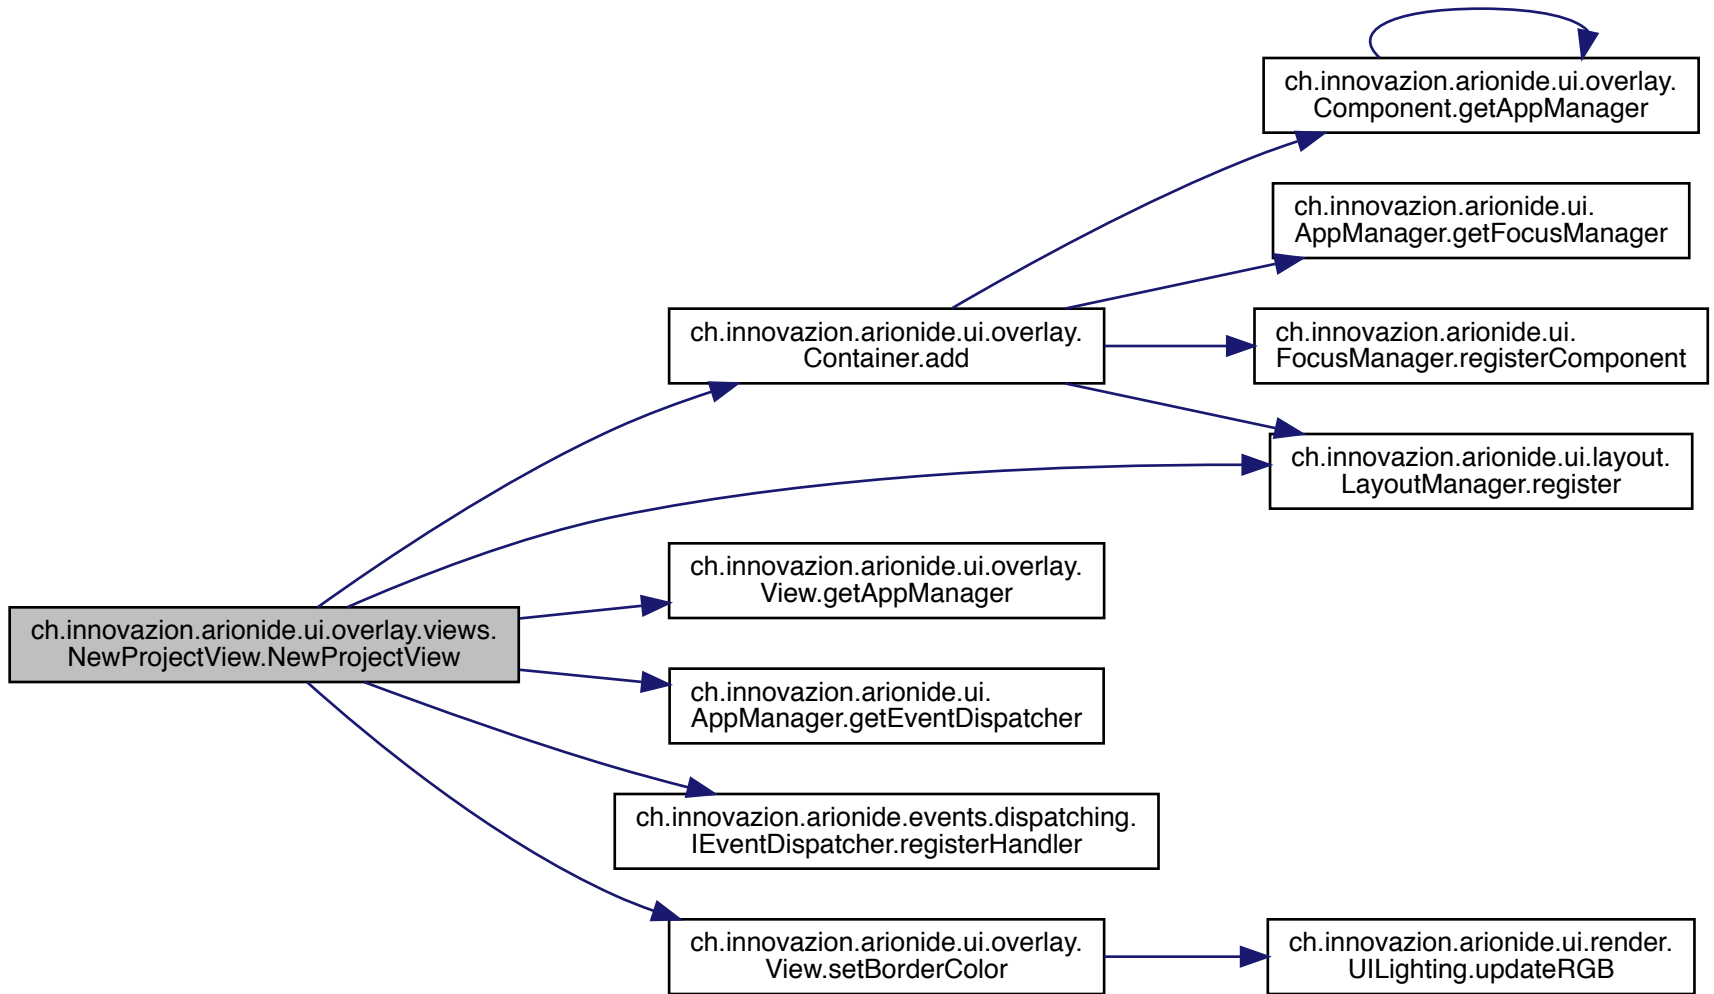 ch.innovazion.arionide.ui.overlay.
Component.getAppManager
ch.innovazion.arionide.ui.
AppManager.getFocusManager
ch.innovazion.arionide.ui.overlay.
Container.add
ch.innovazion.arionide.ui.
FocusManager.registerComponent
ch.innovazion.arionide.ui.layout.
LayoutManager.register
ch.innovazion.arionide.ui.overlay.
View.getAppManager
ch.innovazion.arionide.ui.overlay.views.
NewProjectView.NewProjectView
ch.innovazion.arionide.ui.
AppManager.getEventDispatcher
ch.innovazion.arionide.events.dispatching.
IEventDispatcher.registerHandler
ch.innovazion.arionide.ui.overlay.
View.setBorderColor
ch.innovazion.arionide.ui.render.
UILighting.updateRGB